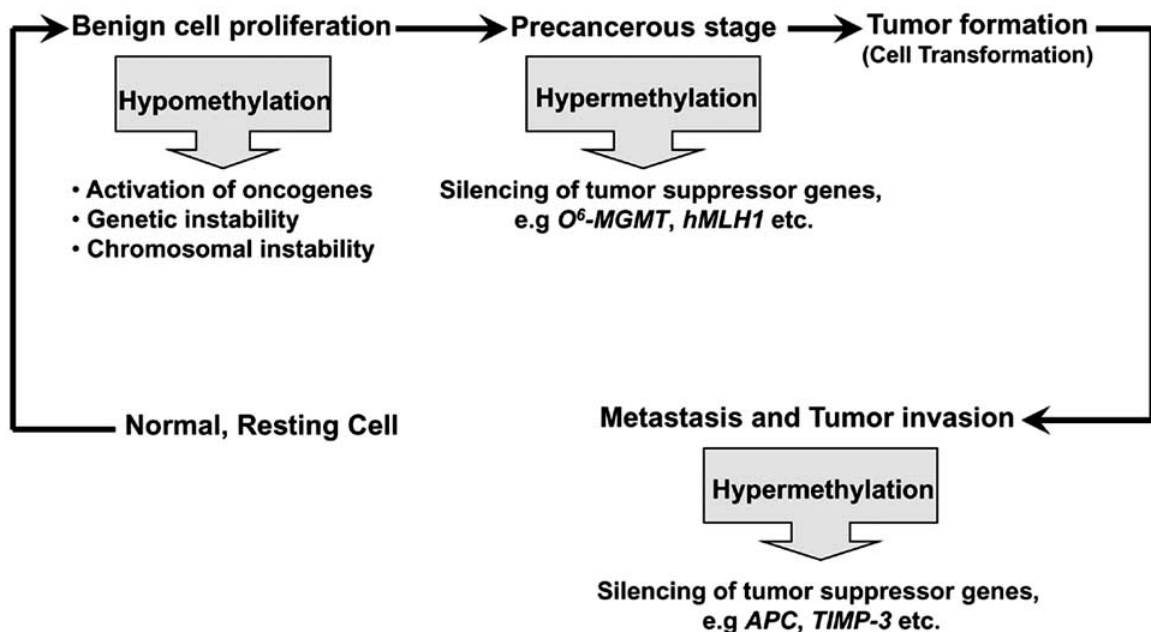 Benign cell proliferation
Precancerous stage
Tumor formation
(Cell Transformation)
Hypomethylation
Hypermethylation
• Activation of oncogenes
• Genetic instability
• Chromosomal instability
Silencing of tumor suppressor genes,
e.g O⁶-MGMT, hMLH1 etc.
Normal, Resting Cell
Metastasis and Tumor invasion
Hypermethylation
Silencing of tumor suppressor genes,
e.g APC, TIMP-3 etc.